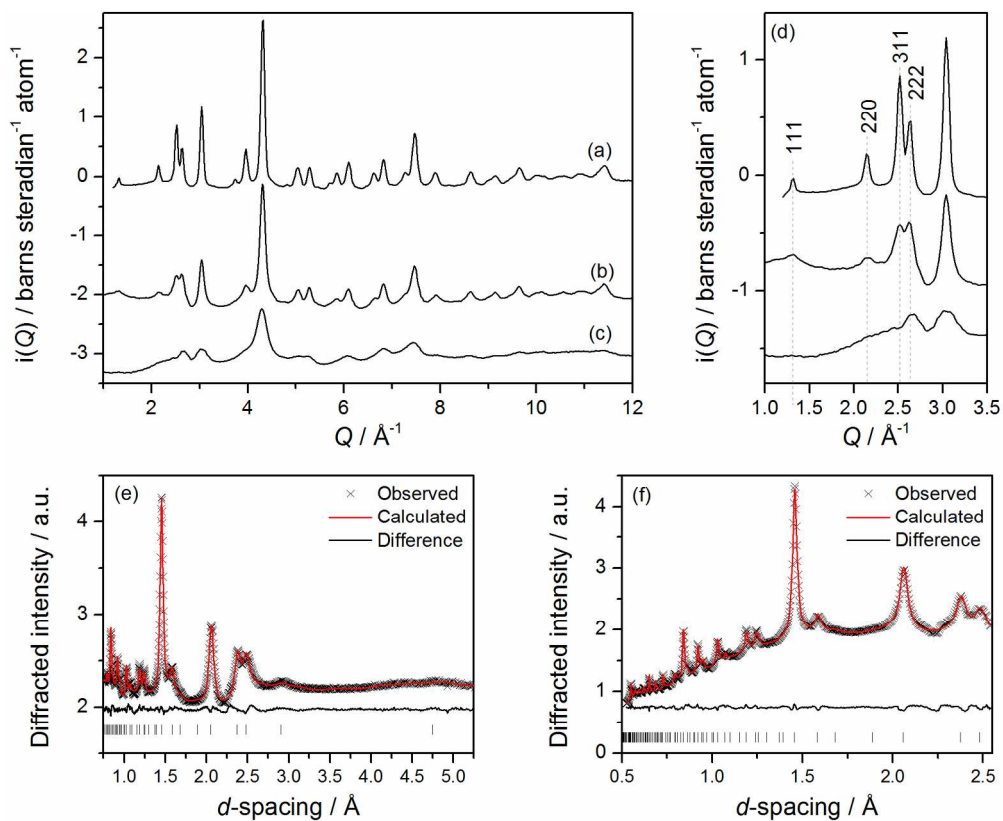 i(Q) / barns steradian⁻¹ atom⁻¹
2
1
0
-1
-2
-3
(a)
(b)
(c)
2 4 6 8 10 12
Q / Å⁻¹
(d)
i(Q) / barns steradian⁻¹ atom⁻¹
1
0
-1
111
220
311
222
1.0 1.5 2.0 2.5 3.0 3.5
Q / Å⁻¹
(e)
Diffracted intensity / a.u.
4
3
2
Observed
Calculated
Difference
1.0 1.5 2.0 2.5 3.0 3.5 4.0 4.5 5.0
d-spacing / Å
(f)
Diffracted intensity / a.u.
4
3
2
1
0
Observed
Calculated
Difference
0.5 1.0 1.5 2.0 2.5
d-spacing / Å